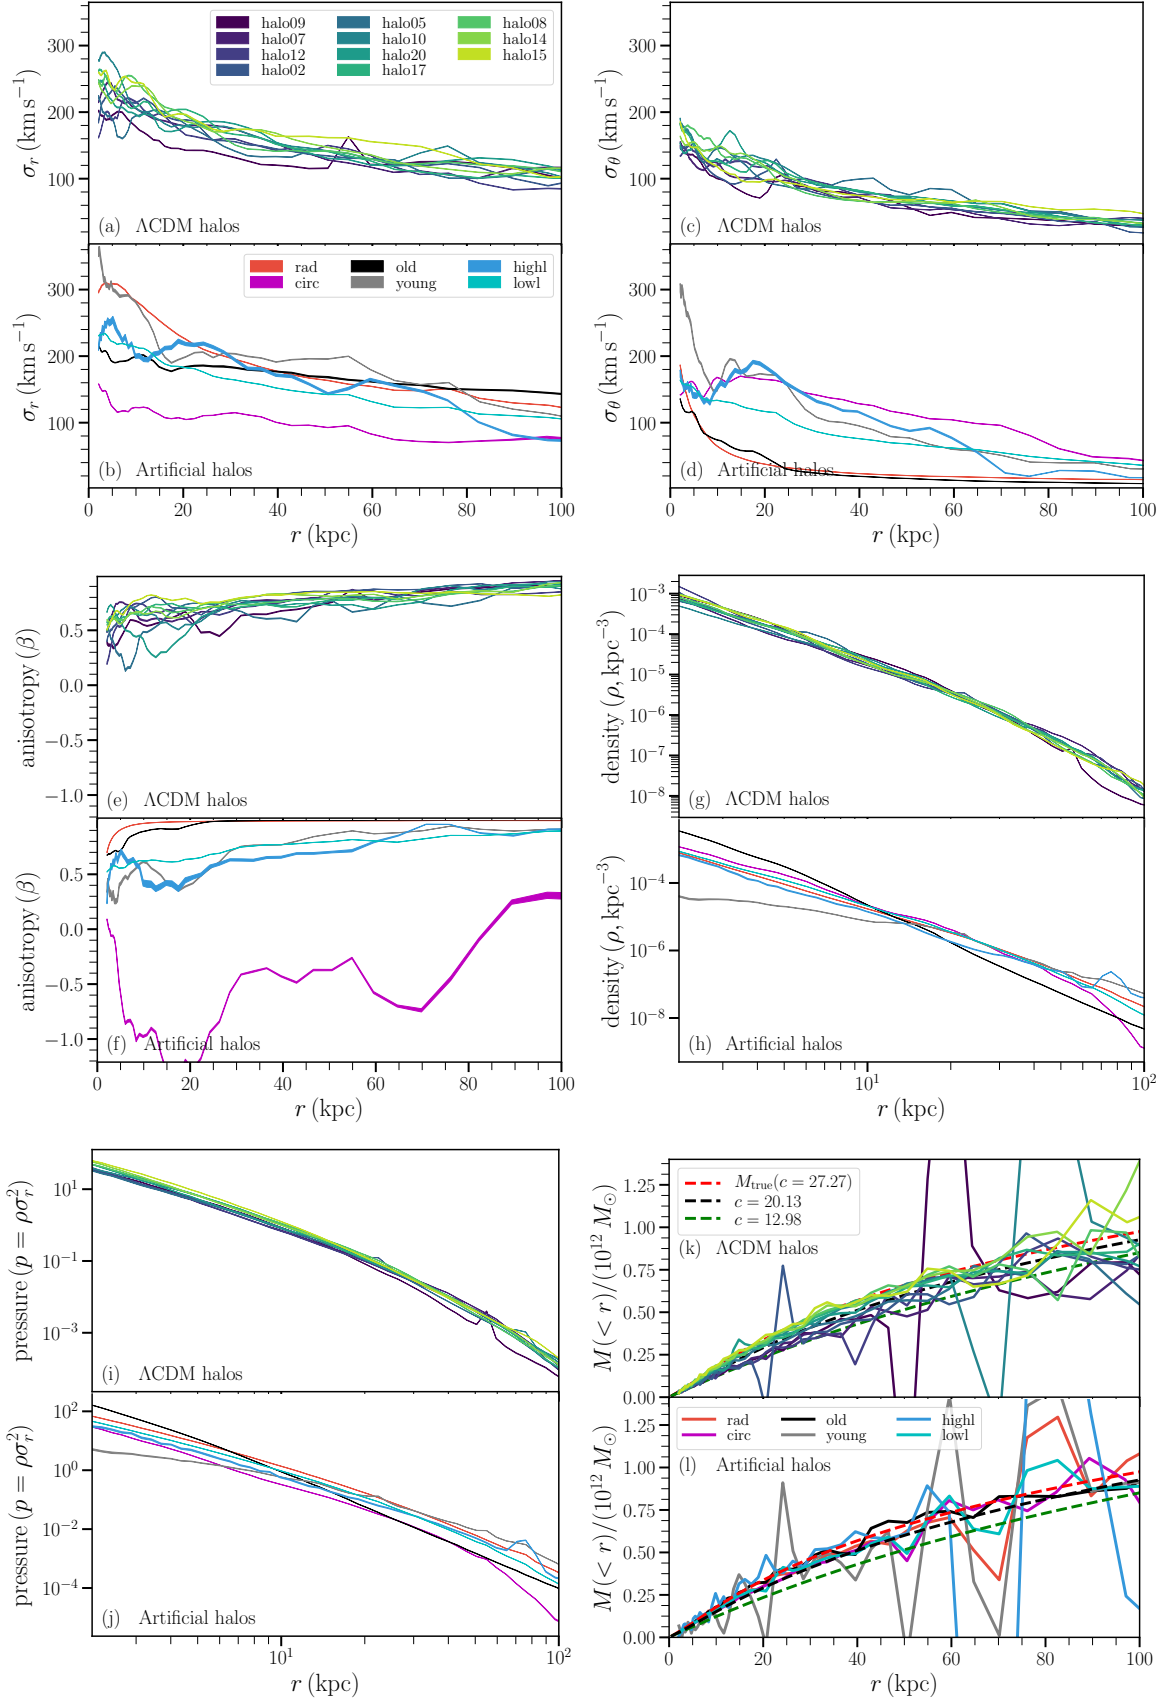 halo09 halo05 halo08
halo07 halo10 halo14
halo12 halo20 halo15
halo02 halo17
σ_r (km s⁻¹)
300
200
100
(a) ΛCDM halos
rad old highl
circ young lowl
σ_r (km s⁻¹)
300
200
100
(b) Artificial halos
0 20 40 60 80 100
r (kpc)
σ_θ (km s⁻¹)
300
200
100
(c) ΛCDM halos
σ_θ (km s⁻¹)
300
200
100
(d) Artificial halos
0 20 40 60 80 100
r (kpc)
anisotropy (β)
0.5
0.0
−0.5
−1.0
(e) ΛCDM halos
anisotropy (β)
0.5
0.0
−0.5
−1.0
(f) Artificial halos
0 20 40 60 80 100
r (kpc)
density (ρ, kpc⁻³)
10⁻³
10⁻⁴
10⁻⁵
10⁻⁶
10⁻⁷
10⁻⁸
(g) ΛCDM halos
density (ρ, kpc⁻³)
10⁻⁴
10⁻⁶
10⁻⁸
(h) Artificial halos
10¹ 10²
r (kpc)
pressure (p = ρσ_r²)
10¹
10⁻¹
10⁻³
(i) ΛCDM halos
pressure (p = ρσ_r²)
10²
10⁰
10⁻²
10⁻⁴
(j) Artificial halos
10¹ 10²
r (kpc)
M(< r)/(10¹² M⊙)
1.25
1.00
0.75
0.50
0.25
0.00
M_true(c = 27.27)
c = 20.13
c = 12.98
(k) ΛCDM halos
M(< r)/(10¹² M⊙)
1.25
1.00
0.75
0.50
0.25
0.00
rad old highl
circ young lowl
(l) Artificial halos
0 20 40 60 80 100
r (kpc)